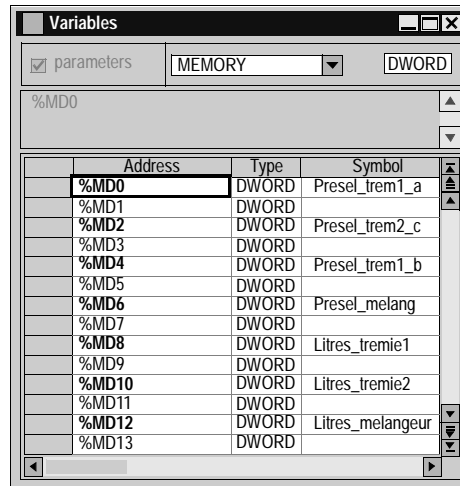 Variables
parameters MEMORY DWORD
%MD0
Address Type Symbol
%MD0 DWORD Presel_trem1_a
%MD1 DWORD
%MD2 DWORD Presel_trem2_c
%MD3 DWORD
%MD4 DWORD Presel_trem1_b
%MD5 DWORD
%MD6 DWORD Presel_melang
%MD7 DWORD
%MD8 DWORD Litres_tremie1
%MD9 DWORD
%MD10 DWORD Litres_tremie2
%MD11 DWORD
%MD12 DWORD Litres_melangeur
%MD13 DWORD